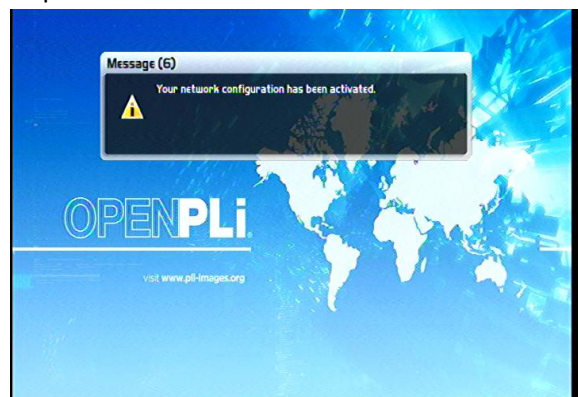 Message (6)
Your network configuration has been activated.
OPENPLi
visit www.pli-images.org